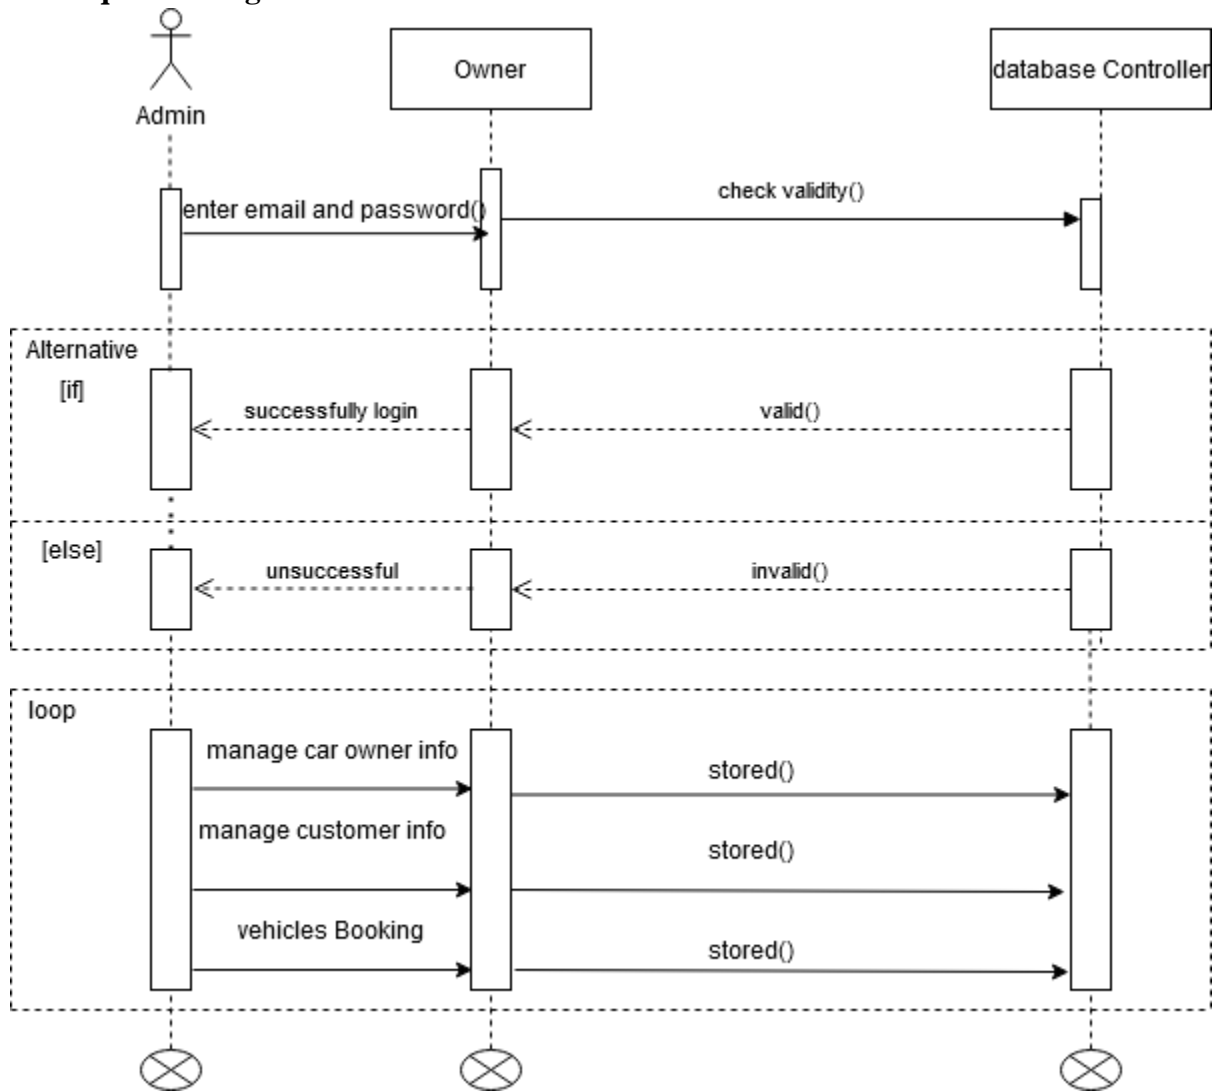 Owner
database Controller
Admin
check validity()
enter email and password()
Alternative
[if]
successfully login
valid()
[else]
unsuccessful
invalid()
loop
manage car owner info
stored()
manage customer info
stored()
vehicles Booking
stored()